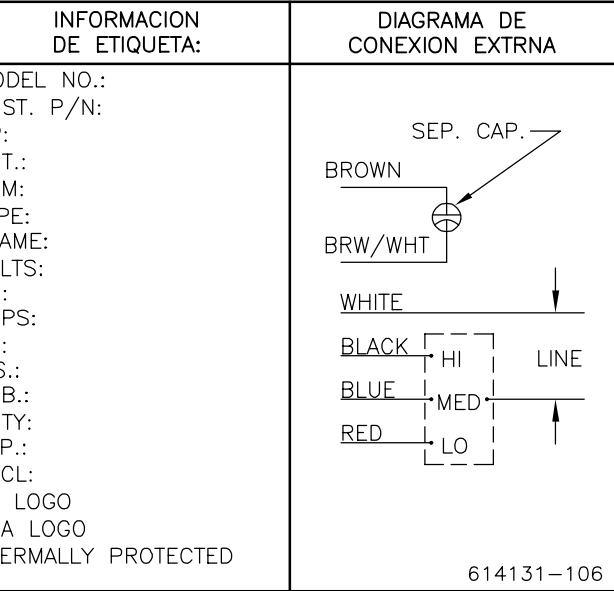 INFORMACION
DE ETIQUETA:
ODEL NO.:
ST. P/N:
T.:
M:
PE:
AME:
LTS:
:
PS:
:
S.:
B.:
TY:
P.:
CL:
LOGO
A LOGO
ERMALLY PROTECTED
DIAGRAMA DE
CONEXION EXTRNA
SEP. CAP.
BROWN
BRW/WHT
WHITE
BLACK HI LINE
BLUE MED
RED LO
614131-106